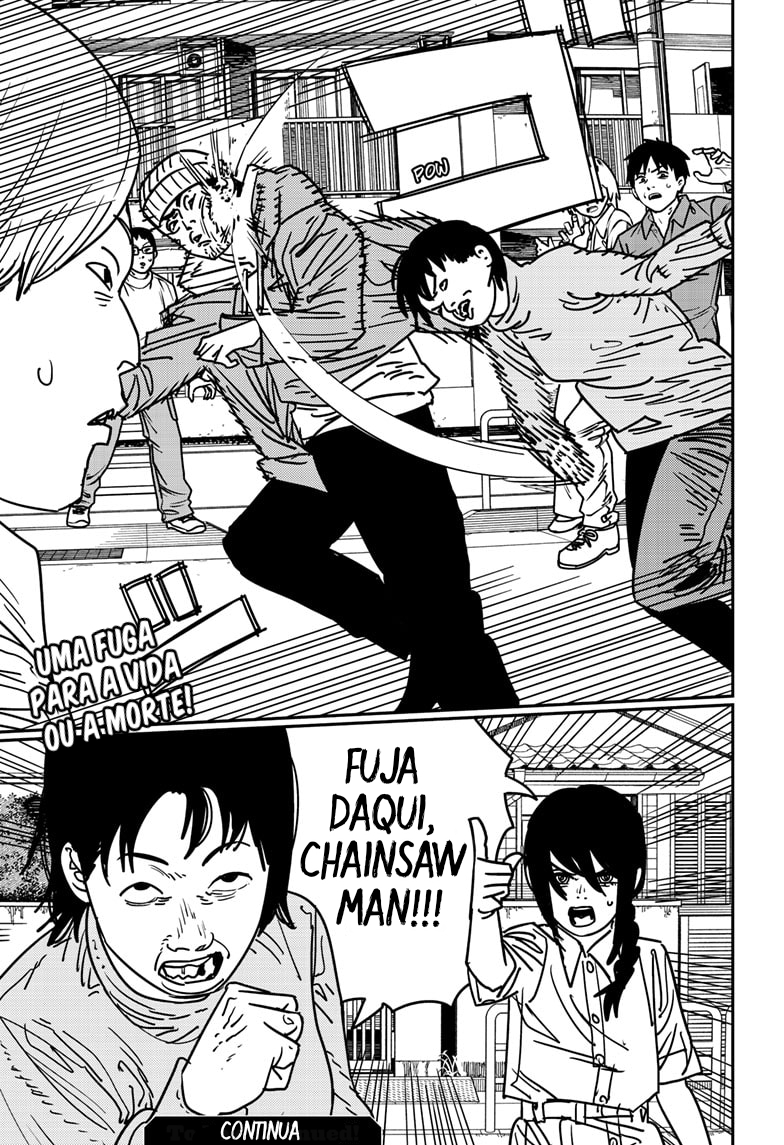 POW
UMA FUGA
PARA A VIDA
OU A MORTE!
FUJA
DAQUI,
CHAINSAW
MAN!!!
CONTINUA